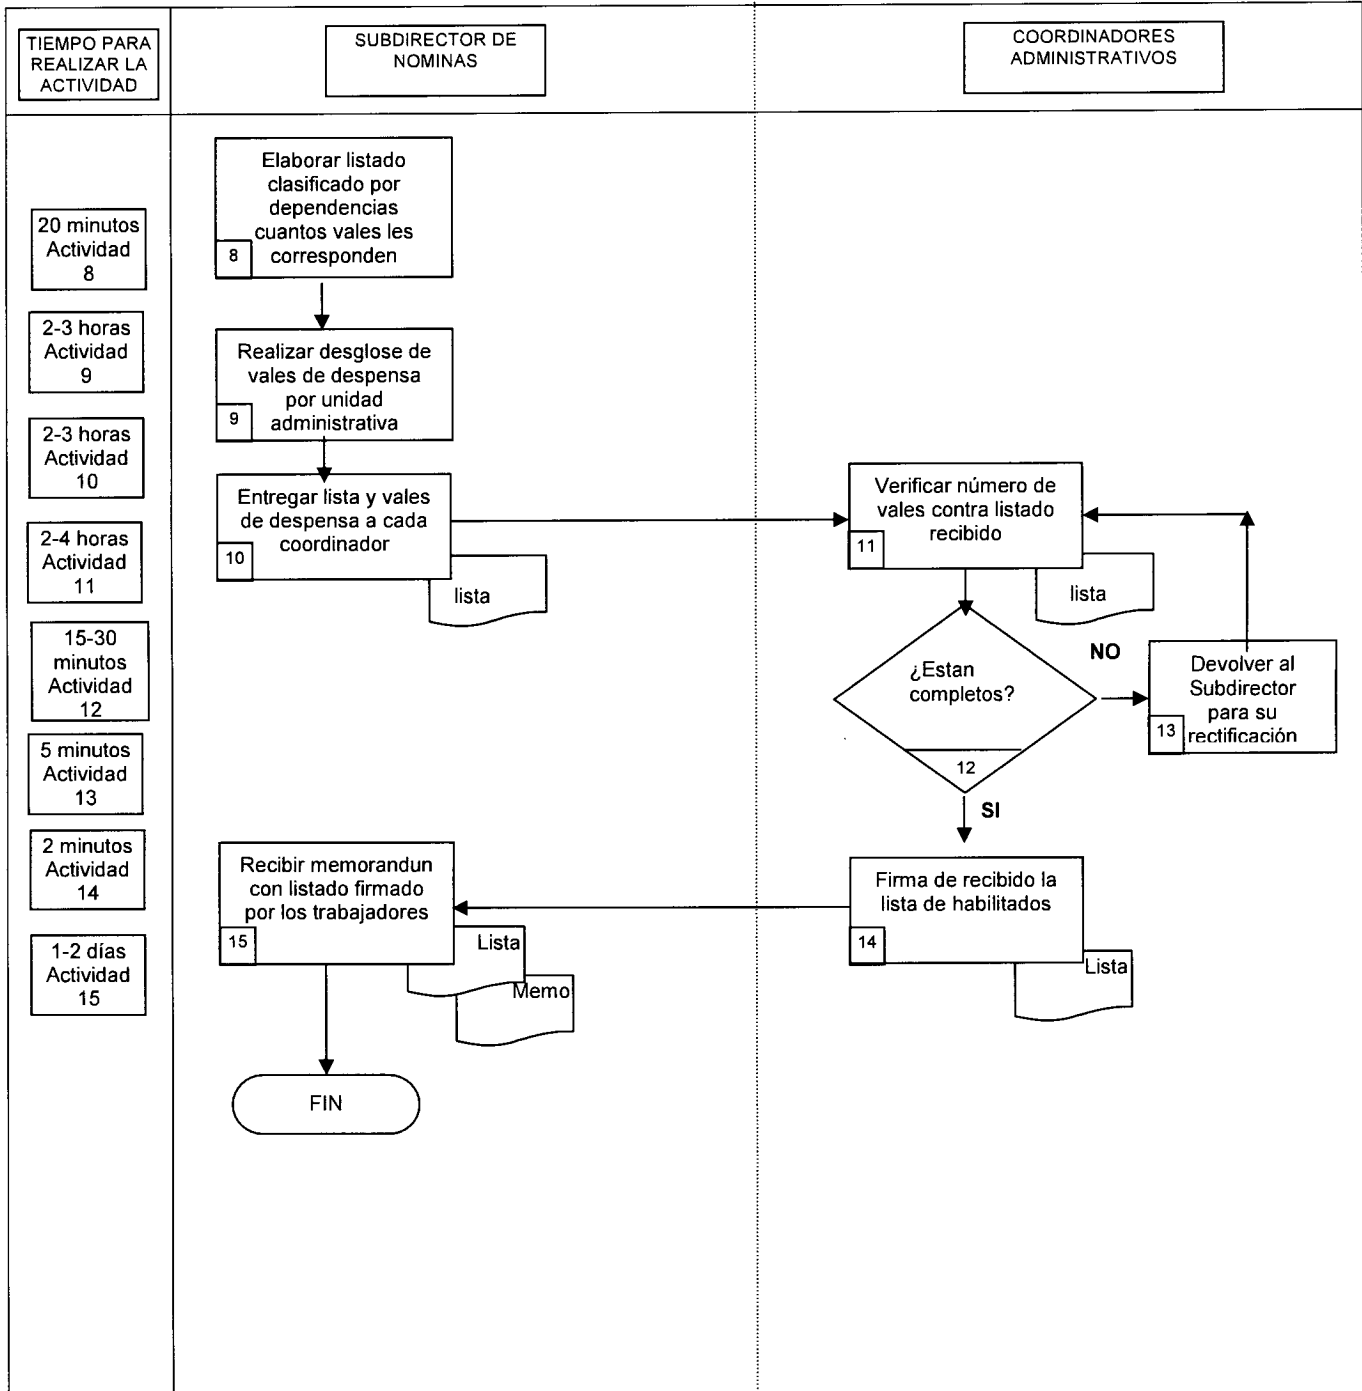 TIEMPO PARA
REALIZAR LA
ACTIVIDAD
SUBDIRECTOR DE
NOMINAS
COORDINADORES
ADMINISTRATIVOS
20 minutos
Actividad
8
2-3 horas
Actividad
9
2-3 horas
Actividad
10
2-4 horas
Actividad
11
15-30
minutos
Actividad
12
5 minutos
Actividad
13
2 minutos
Actividad
14
1-2 días
Actividad
15
Elaborar listado
clasificado por
dependencias
cuantos vales les
corresponden
8
Realizar desglose de
vales de despensa
por unidad
administrativa
9
Entregar lista y vales
de despensa a cada
coordinador
10
lista
Verificar número de
vales contra listado
recibido
11
lista
¿Estan
completos?
12
NO
Devolver al
Subdirector
para su
rectificación
13
SI
Firma de recibido la
lista de habilitados
14
Lista
Recibir memorandun
con listado firmado
por los trabajadores
15
Lista
Memo
FIN